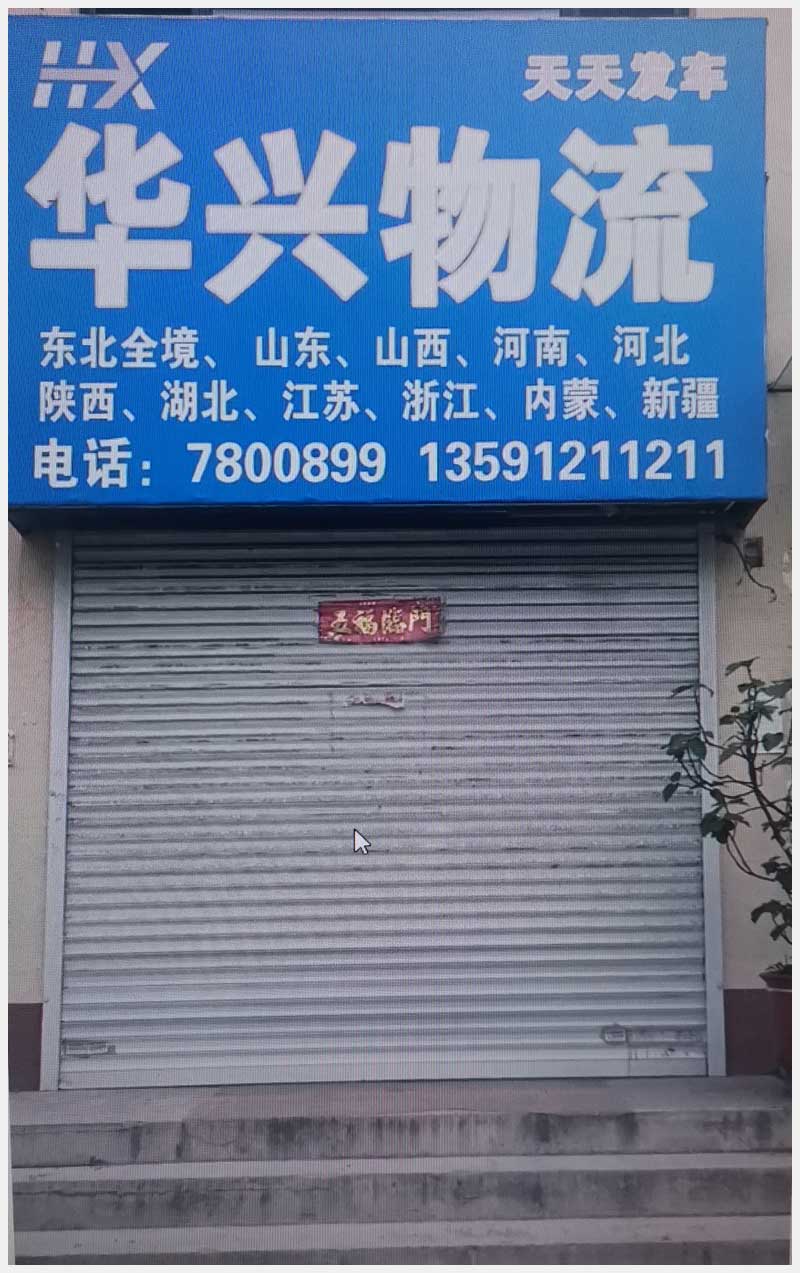 HX 天天发车
华兴物流
东北全境、 山东、山西、河南、河北
陕西、湖北、江苏、浙江、内蒙、新疆
电话：7800899 13591211211
五福臨門